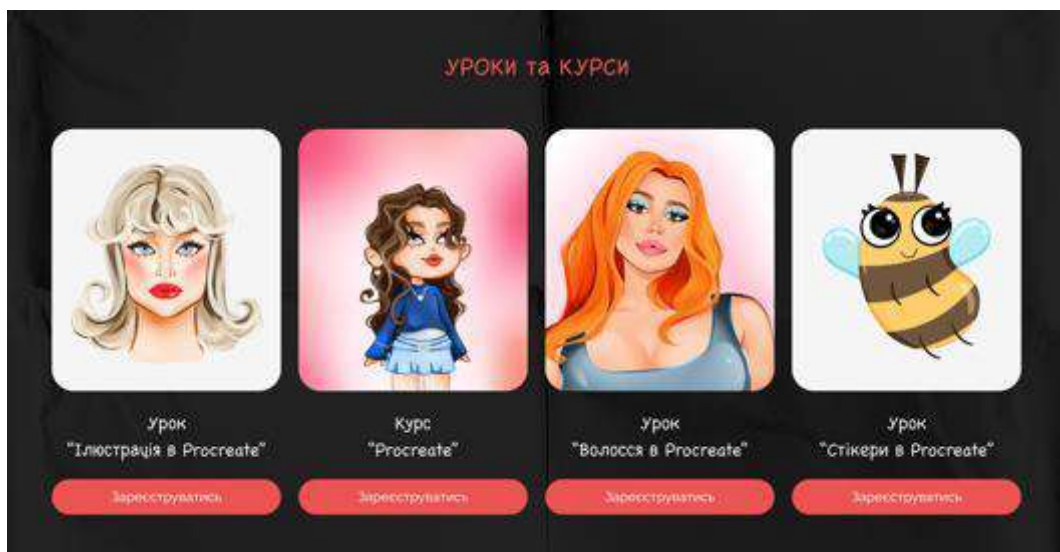 УРОКИ та КУРСИ
Урок
"Ілюстрація в Procreate"
Зареєструватись
Курс
"Procreate"
Зареєструватись
Урок
"Волосся в Procreate"
Зареєструватись
Урок
"Стікери в Procreate"
Зареєструватись